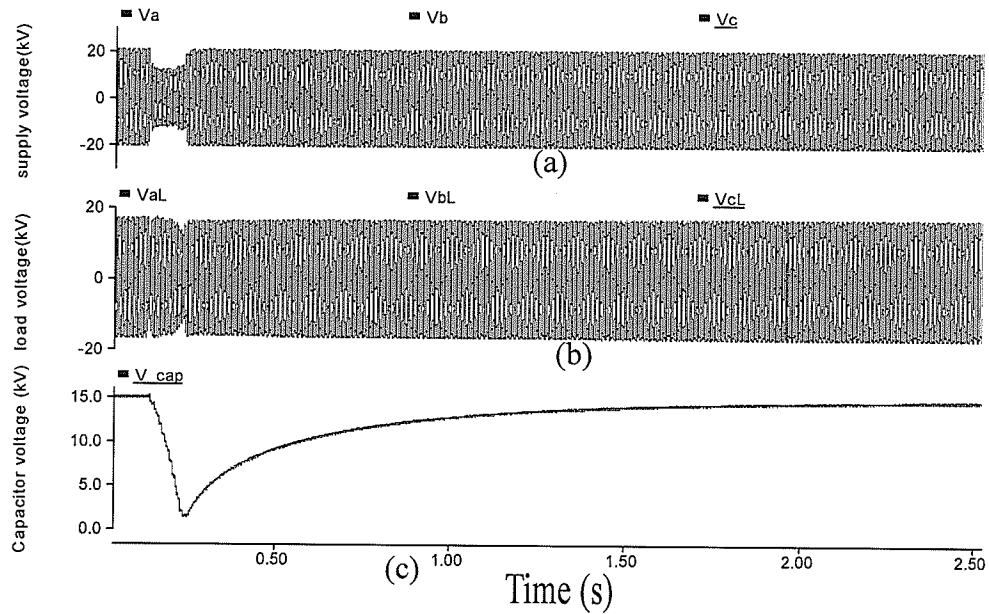 Va Vb Vc
supply voltage(kV)
20
0
-20
(a)
VaL VbL VcL
load voltage(kV)
20
10
0
-10
-20
(b)
V_cap
Capacitor voltage (kV)
15.0
10.0
5.0
0.0
0.50 1.00 1.50 2.00 2.50
(c)
Time (s)